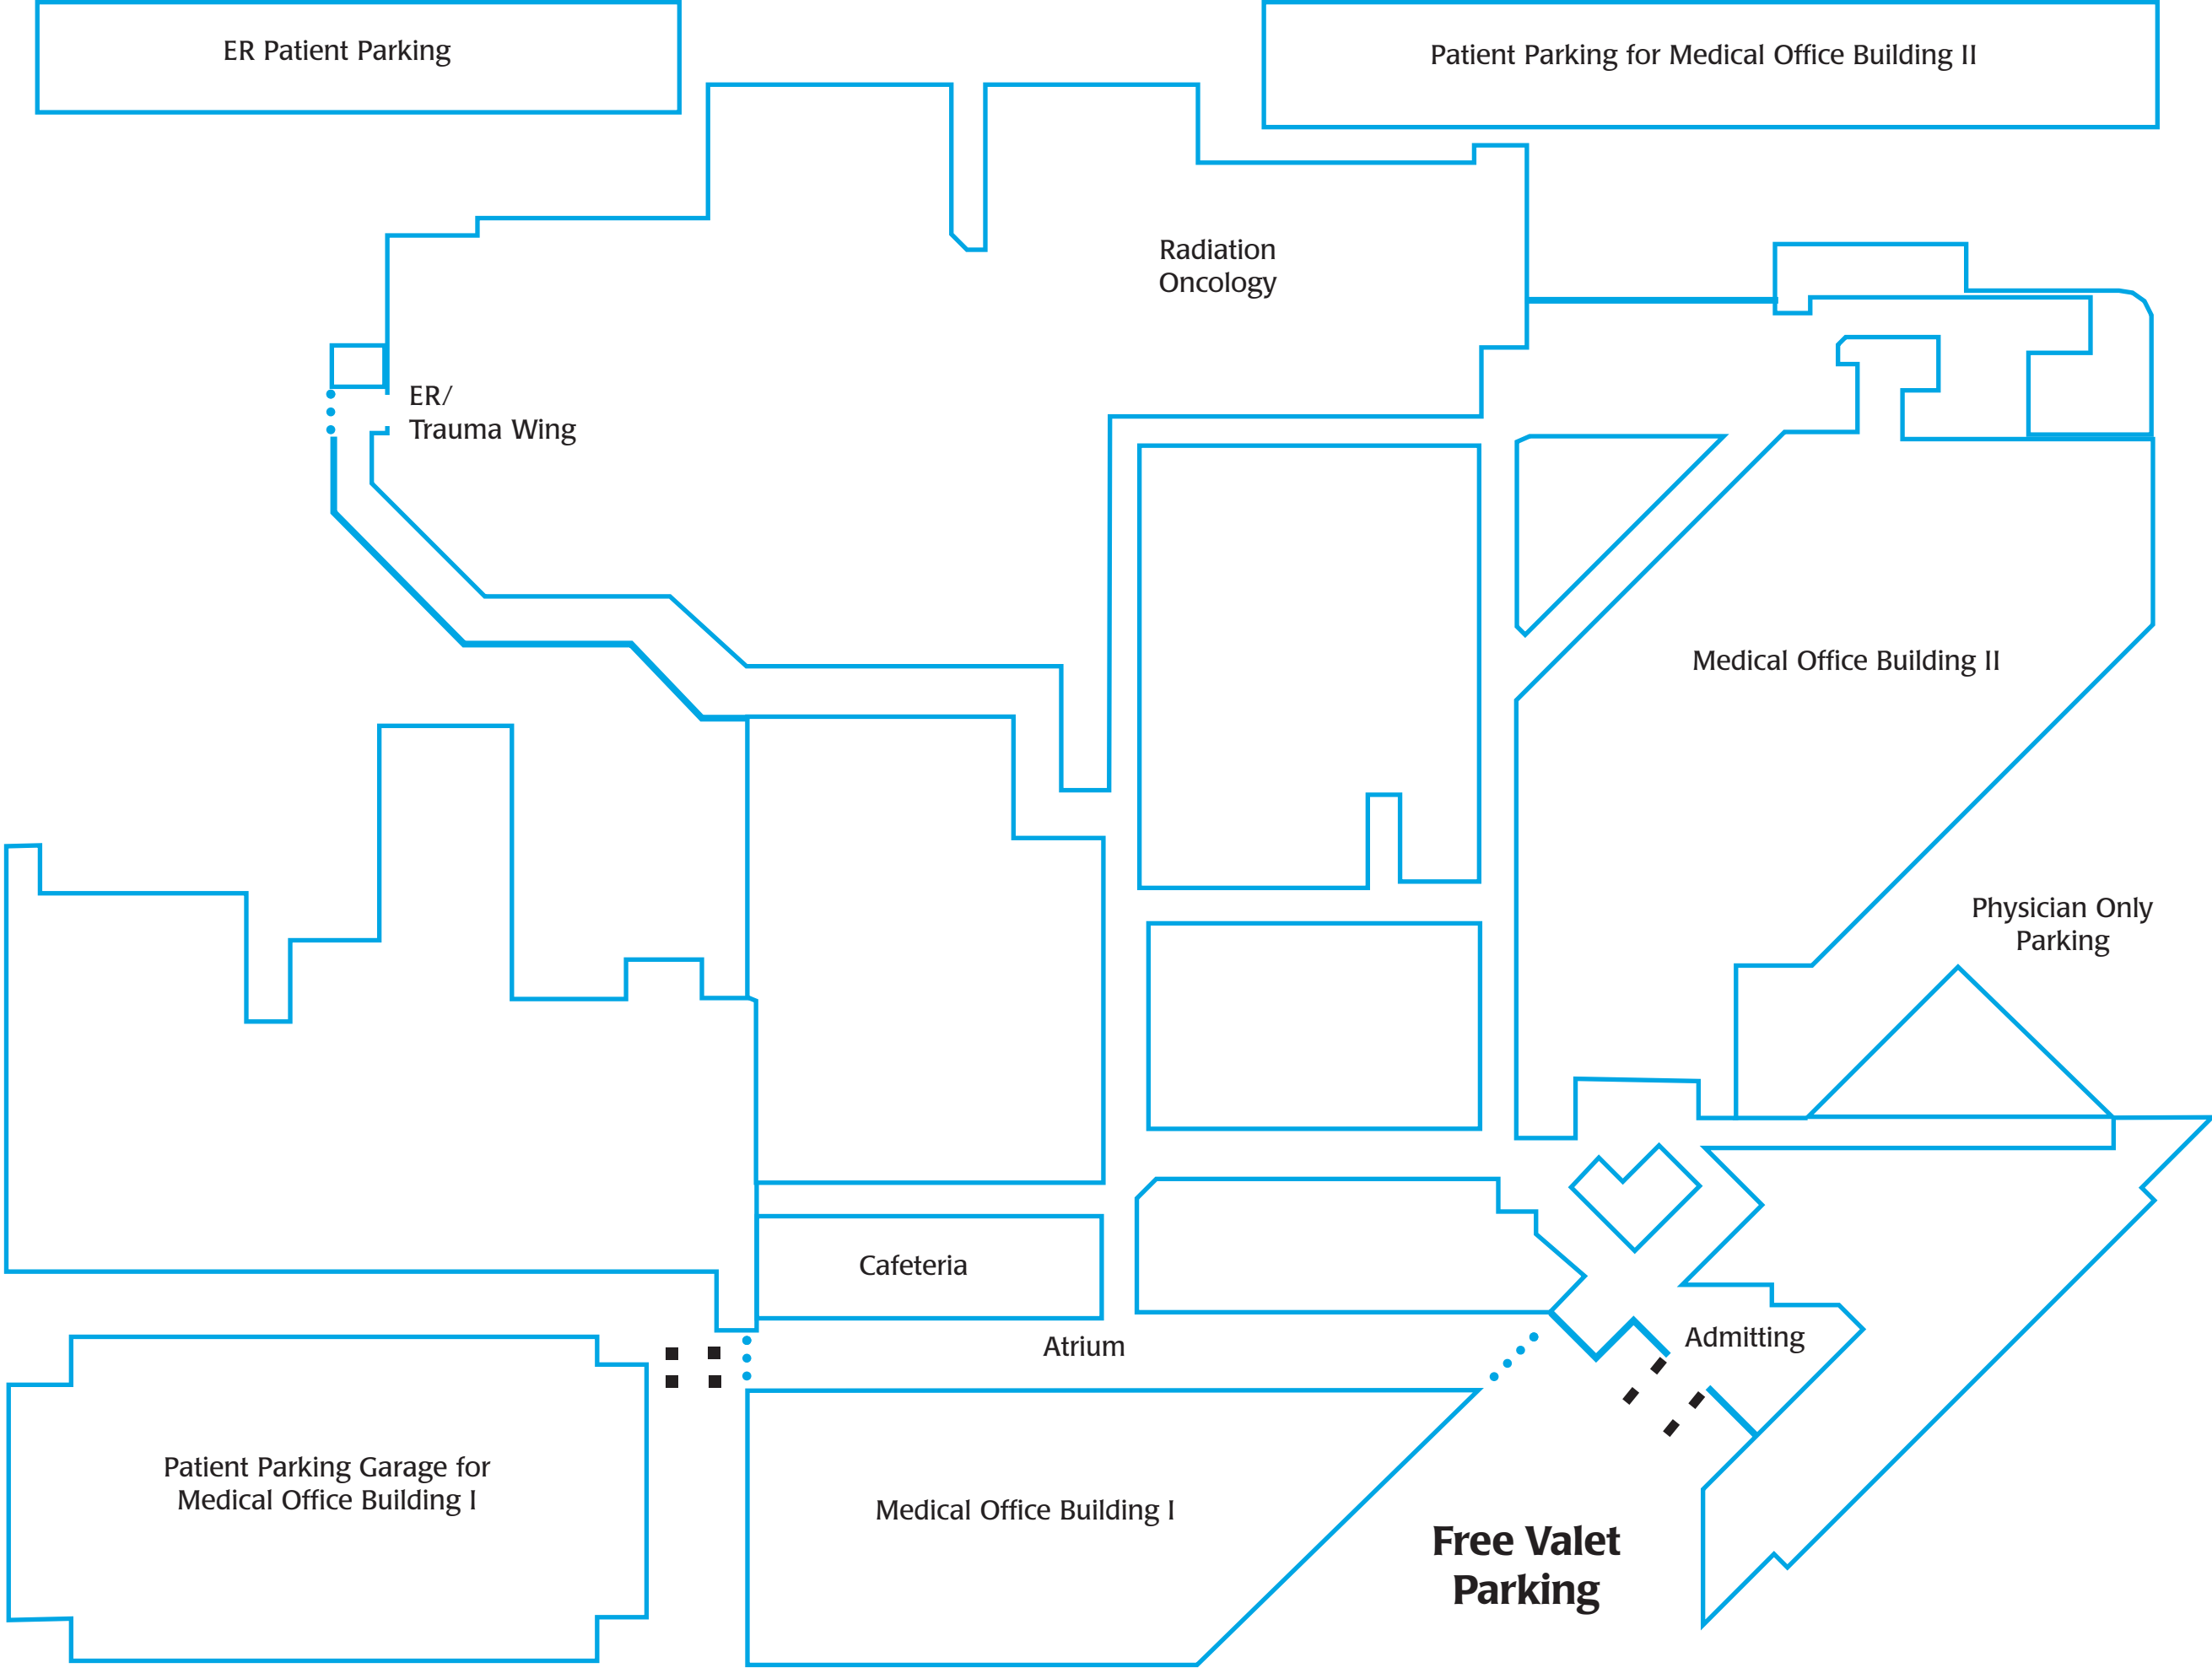 ER Patient Parking
Patient Parking for Medical Office Building II
Radiation
Oncology
ER/
Trauma Wing
Medical Office Building II
Physician Only
Parking
Cafeteria
Atrium
Admitting
Patient Parking Garage for
Medical Office Building I
Medical Office Building I
Free Valet
Parking